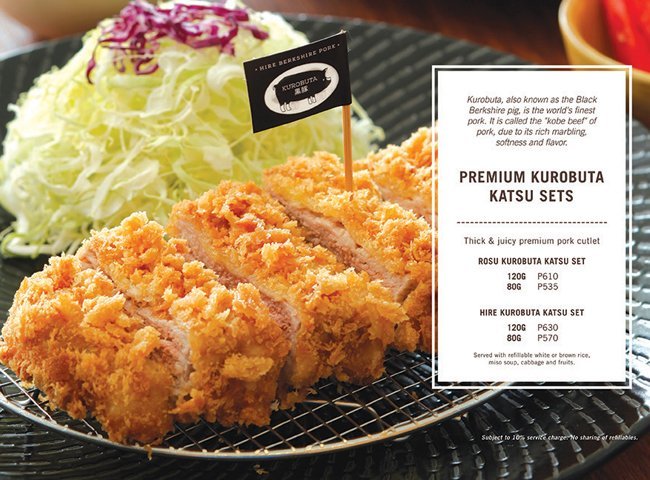 HIRE BERKSHIRE PORK
KUROBUTA
黒豚
Kurobuta, also known as the Black
Berkshire pig, is the world's finest
pork. It is called the "kobe beef" of
pork, due to its rich marbling,
softness and flavor.
PREMIUM KUROBUTA
KATSU SETS
Thick & juicy premium pork cutlet
ROSU KUROBUTA KATSU SET
120G P610
80G P535
HIRE KUROBUTA KATSU SET
120G P630
80G P570
Served with refillable white or brown rice,
miso soup, cabbage and fruits.
Subject to 10% service charge. No sharing of refillables.